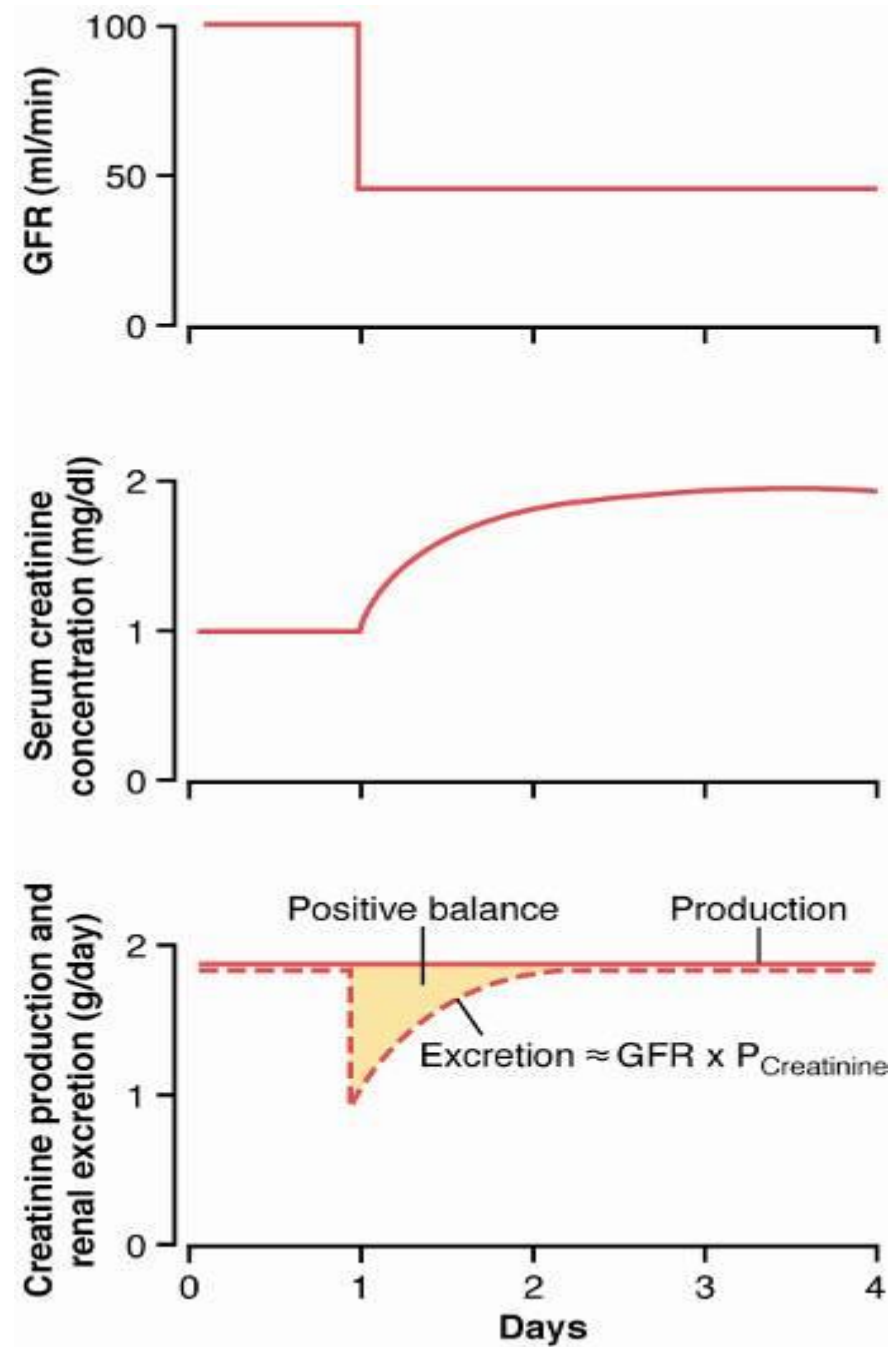 GFR (ml/min)
100
50
0
Serum creatinine
concentration (mg/dl)
2
1
0
Creatinine production and
renal excretion (g/day)
2
1
0
Positive balance
Production
Excretion ≈ GFR x PCreatinine
0 1 2 3 4
Days